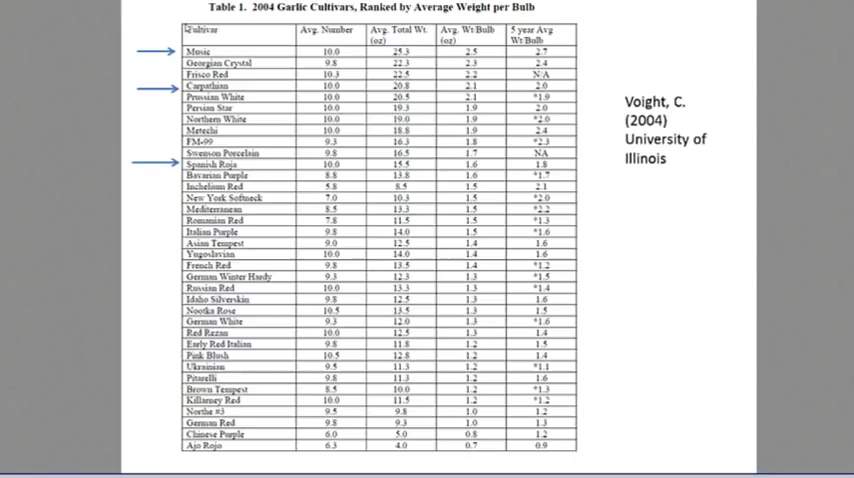 Table 1. 2004 Garlic Cultivars, Ranked by Average Weight per Bulb
Cultivar Avg. Number Avg. Total Wt. (oz) Avg. Wt/Bulb (oz) 5 year Avg Wt/Bulb
Music 10.0 25.3 2.5 2.7
Georgian Crystal 9.8 22.3 2.3 2.4
Frisco Red 10.3 22.5 2.2 N/A
Carpathian 10.0 20.8 2.1 2.0
Prussian White 10.0 20.5 2.1 *1.9
Persian Star 10.0 19.3 1.9 2.0
Northern White 10.0 19.0 1.9 *2.0
Metechi 10.0 18.8 1.9 2.4
FM-99 9.3 16.3 1.8 *2.3
Swenson Porcelain 9.8 16.5 1.7 NA
Spanish Roja 10.0 15.5 1.6 1.8
Bavarian Purple 8.8 13.8 1.6 *1.7
Inchelium Red 5.8 8.5 1.5 2.1
New York Softneck 7.0 10.3 1.5 *2.0
Mediterranean 8.5 13.3 1.5 *2.2
Romanian Red 7.8 11.5 1.5 *1.3
Italian Purple 9.8 14.0 1.5 *1.6
Asian Tempest 9.0 12.5 1.4 1.6
Yugoslavian 10.0 14.0 1.4 1.6
French Red 9.8 13.5 1.4 *1.2
German Winter Hardy 9.3 12.3 1.3 *1.5
Russian Red 10.0 13.3 1.3 *1.4
Idaho Silverskin 9.8 12.5 1.3 1.6
Nootka Rose 10.5 13.5 1.3 1.5
German White 9.3 12.0 1.3 *1.6
Red Rezan 10.0 12.5 1.3 1.4
Early Red Italian 9.8 11.8 1.2 1.5
Pink Blush 10.5 12.8 1.2 1.4
Ukrainian 9.5 11.3 1.2 *1.1
Pitarelli 9.8 11.3 1.2 1.6
Brown Tempest 8.5 10.0 1.2 *1.3
Killarney Red 10.0 11.5 1.2 *1.2
Northe #3 9.5 9.8 1.0 1.2
German Red 9.8 9.3 1.0 1.3
Chinese Purple 6.0 5.0 0.8 1.2
Ajo Rojo 6.3 4.0 0.7 0.9
Voight, C.
(2004)
University of
Illinois